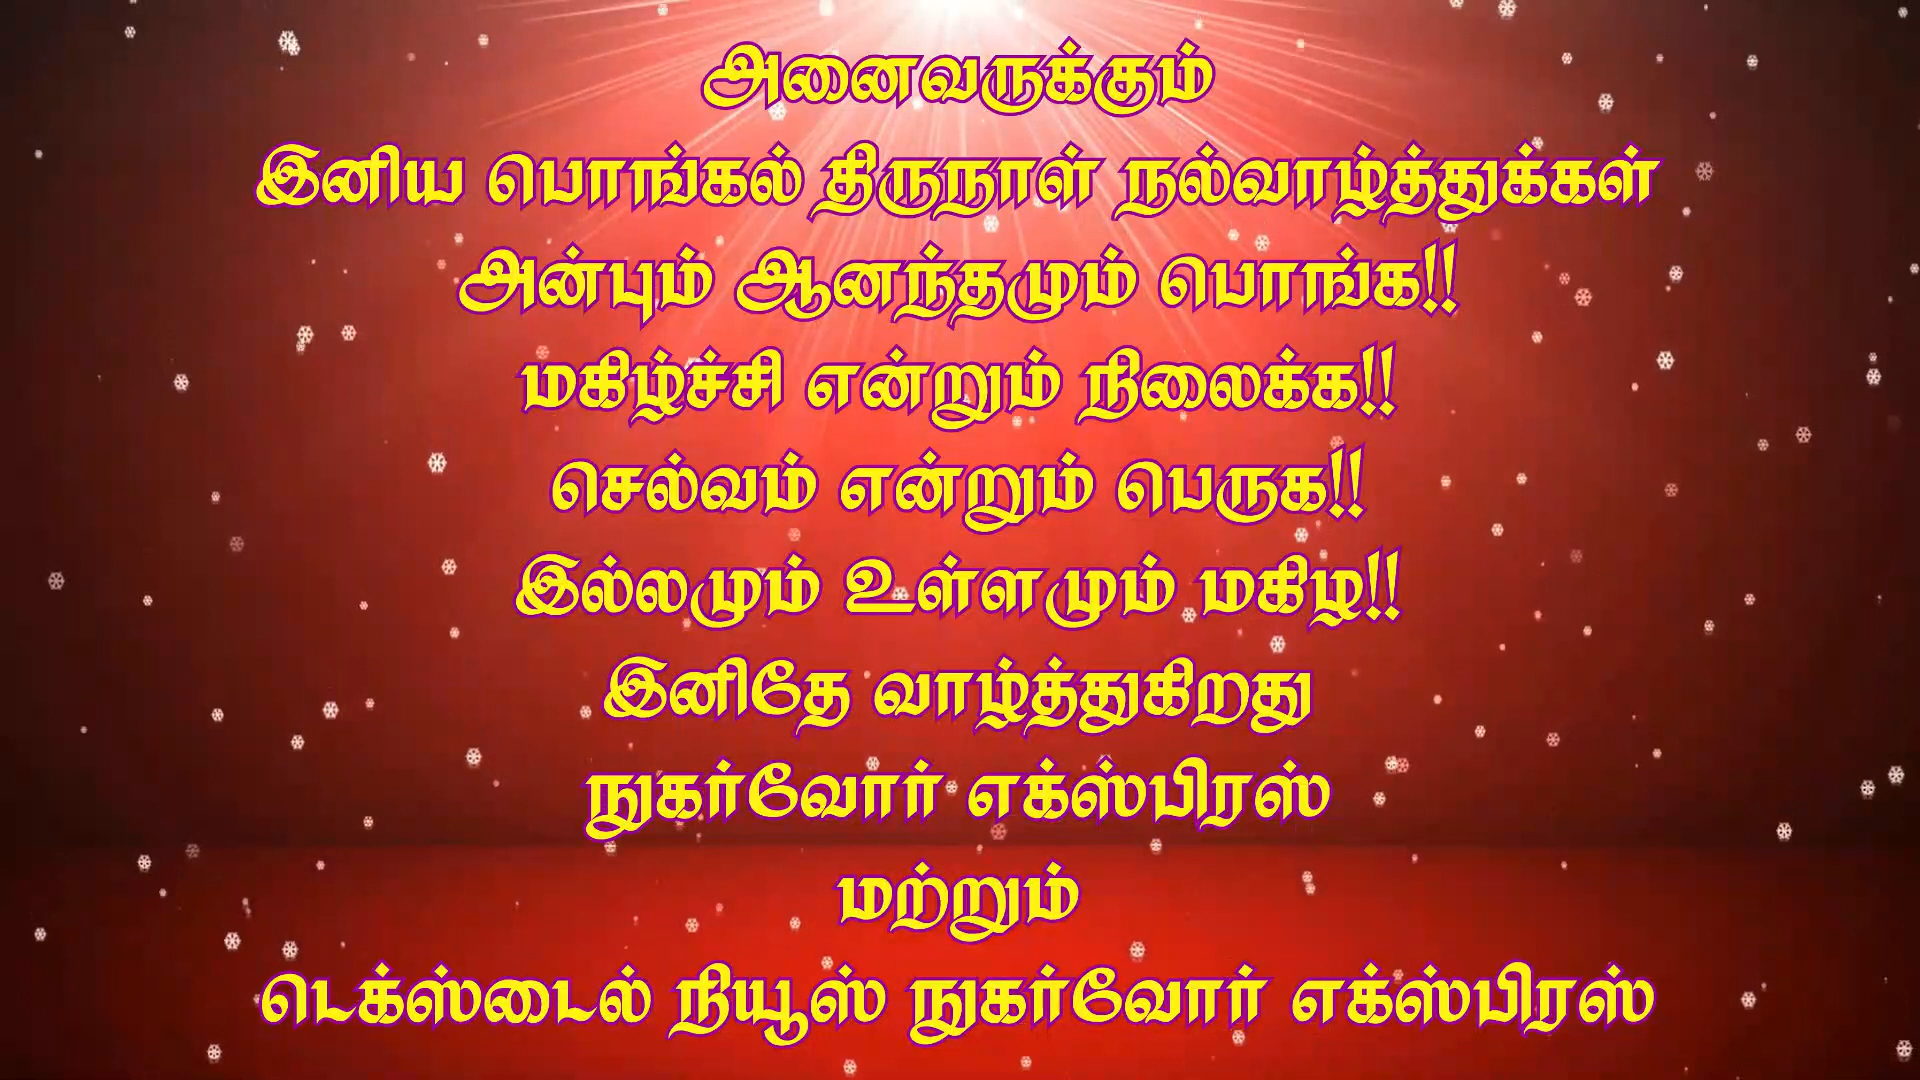 அனைவருக்கும்
இனிய பொங்கல் திருநாள் நல்வாழ்த்துக்கள்
அன்பும் ஆனந்தமும் பொங்க!!
மகிழ்ச்சி என்றும் நிலைக்க!!
செல்வம் என்றும் பெருக!!
இல்லமும் உள்ளமும் மகிழ!!
இனிதே வாழ்த்துகிறது
நுகர்வோர் எக்ஸ்பிரஸ்
மற்றும்
டெக்ஸ்டைல் நியூஸ் நுகர்வோர் எக்ஸ்பிரஸ்